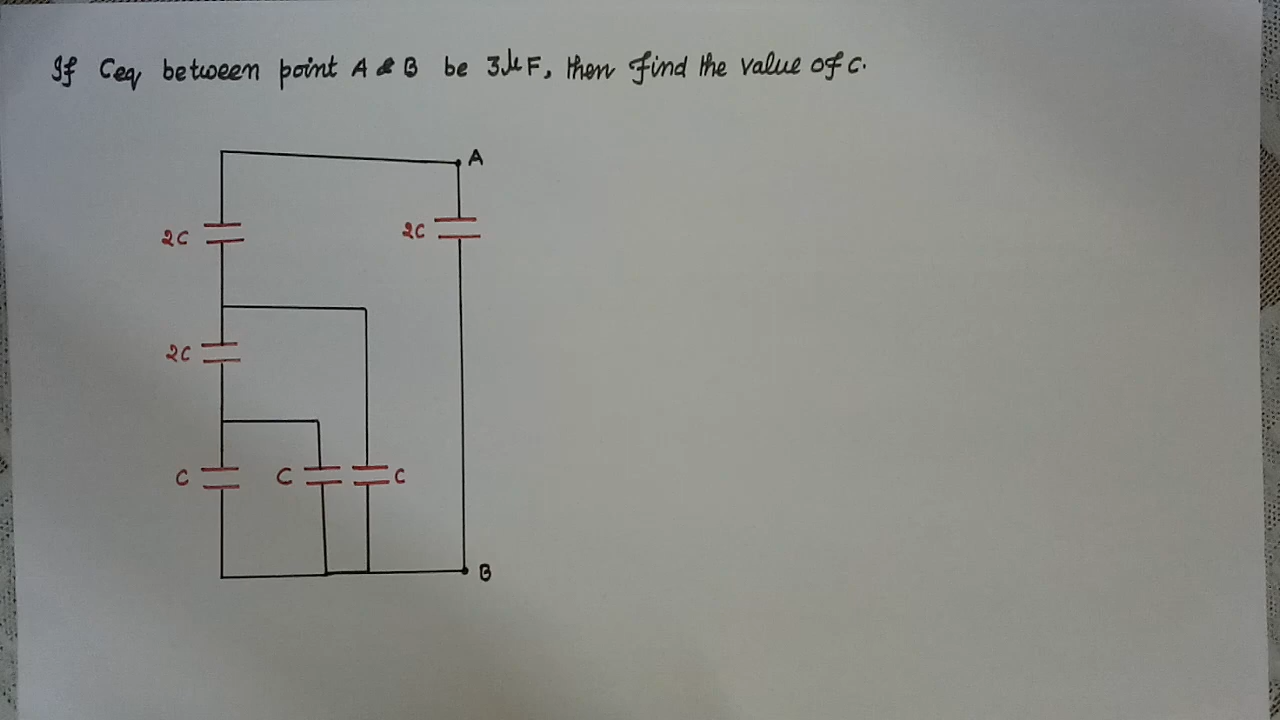 If Ceq between point A & B be 3μF, then find the value of c.
A
2C
2C
2C
C
C
C
B